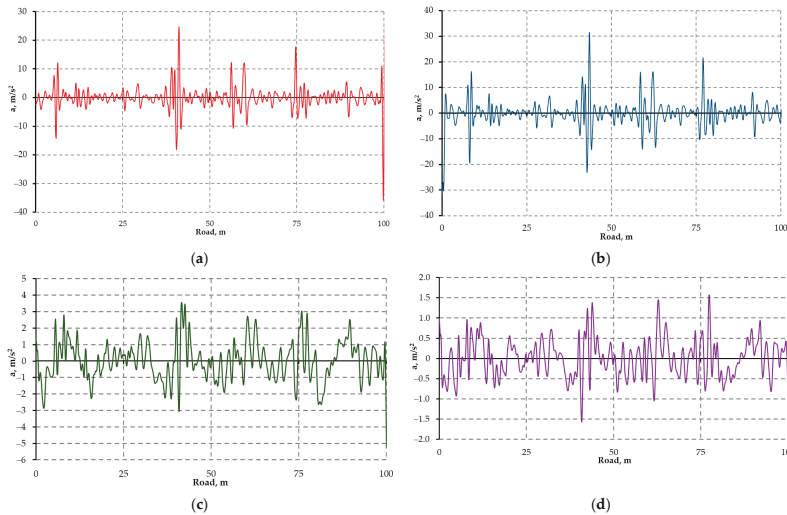 40
30
20
10
0
–10
–20
–30
–40
a, m/s²
0 25 50 75 100
Road, m
(a)
40
30
20
10
0
–10
–20
–30
–40
a, m/s²
0 25 50 75 100
Road, m
(b)
5
4
3
2
1
0
–1
–2
–3
–4
–5
–6
a, m/s²
0 25 50 75 100
Road, m
(c)
2.0
1.5
1.0
0.5
0
–0.5
–1.0
–1.5
–2.0
a, m/s²
0 25 50 75 100
Road, m
(d)